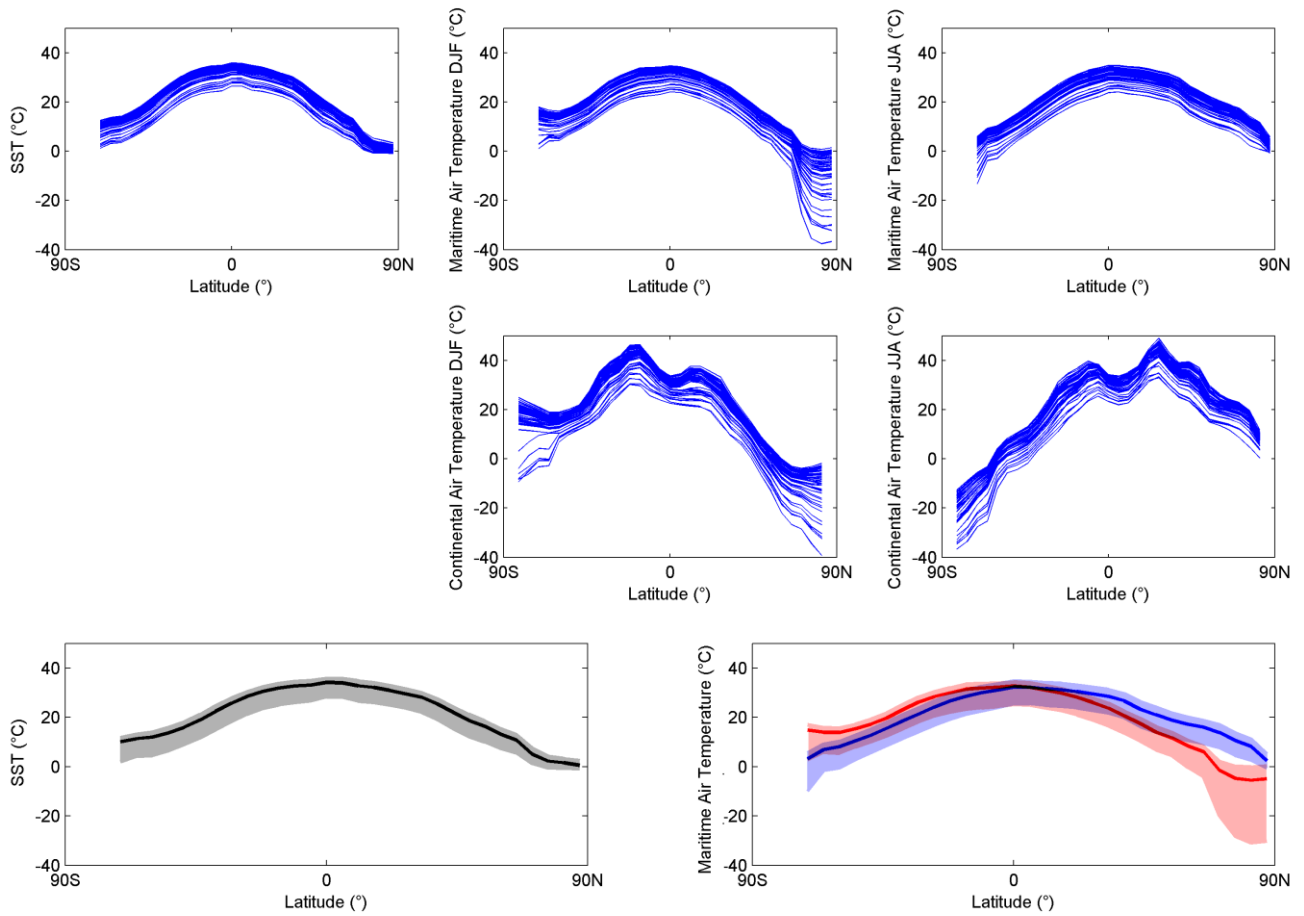 SST (°C)
40
20
0
-20
-40
90S
0
90N
Latitude (°)
Maritime Air Temperature DJF (°C)
40
20
0
-20
-40
90S
0
90N
Latitude (°)
Maritime Air Temperature JJA (°C)
40
20
0
-20
-40
90S
0
90N
Latitude (°)
Continental Air Temperature DJF (°C)
40
20
0
-20
-40
90S
0
90N
Latitude (°)
Continental Air Temperature JJA (°C)
40
20
0
-20
-40
90S
0
90N
Latitude (°)
SST (°C)
40
20
0
-20
-40
90S
0
90N
Latitude (°)
Maritime Air Temperature (°C)
40
20
0
-20
-40
90S
0
90N
Latitude (°)